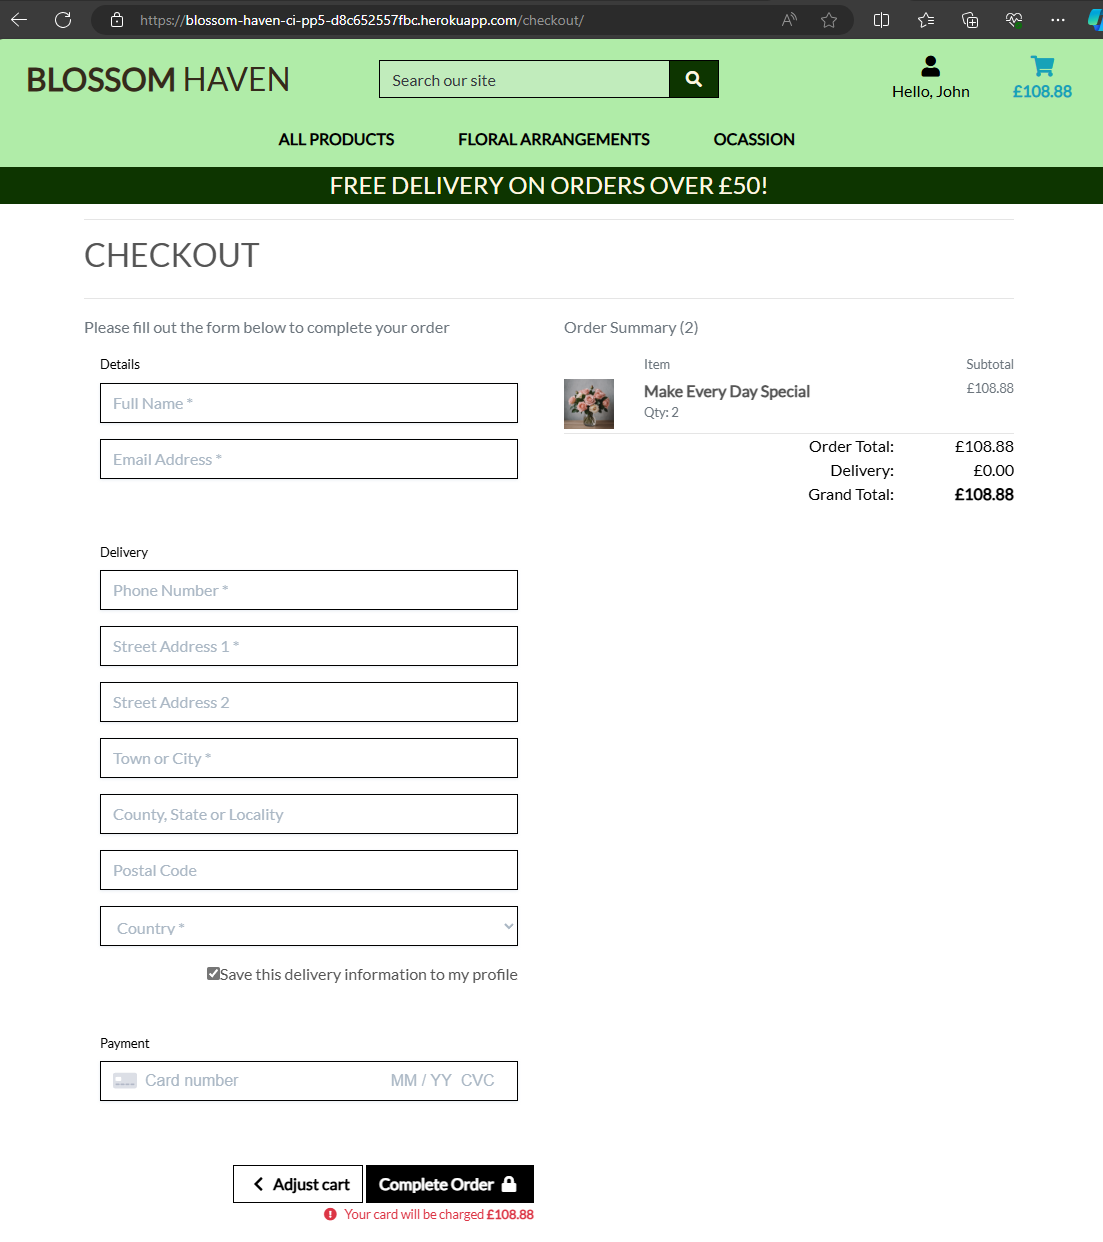 https://blossom-haven-ci-pp5-d8c652557fbc.herokuapp.com/checkout/
BLOSSOM HAVEN
Search our site
Hello, John
£108.88
ALL PRODUCTS FLORAL ARRANGEMENTS OCASSION
FREE DELIVERY ON ORDERS OVER £50!
CHECKOUT
Please fill out the form below to complete your order
Details
Full Name *
Email Address *
Delivery
Phone Number *
Street Address 1 *
Street Address 2
Town or City *
County, State or Locality
Postal Code
Country *
Save this delivery information to my profile
Payment
Card number MM / YY CVC
Adjust cart Complete Order
Your card will be charged £108.88
Order Summary (2)
Item Subtotal
Make Every Day Special £108.88
Qty: 2
Order Total: £108.88
Delivery: £0.00
Grand Total: £108.88